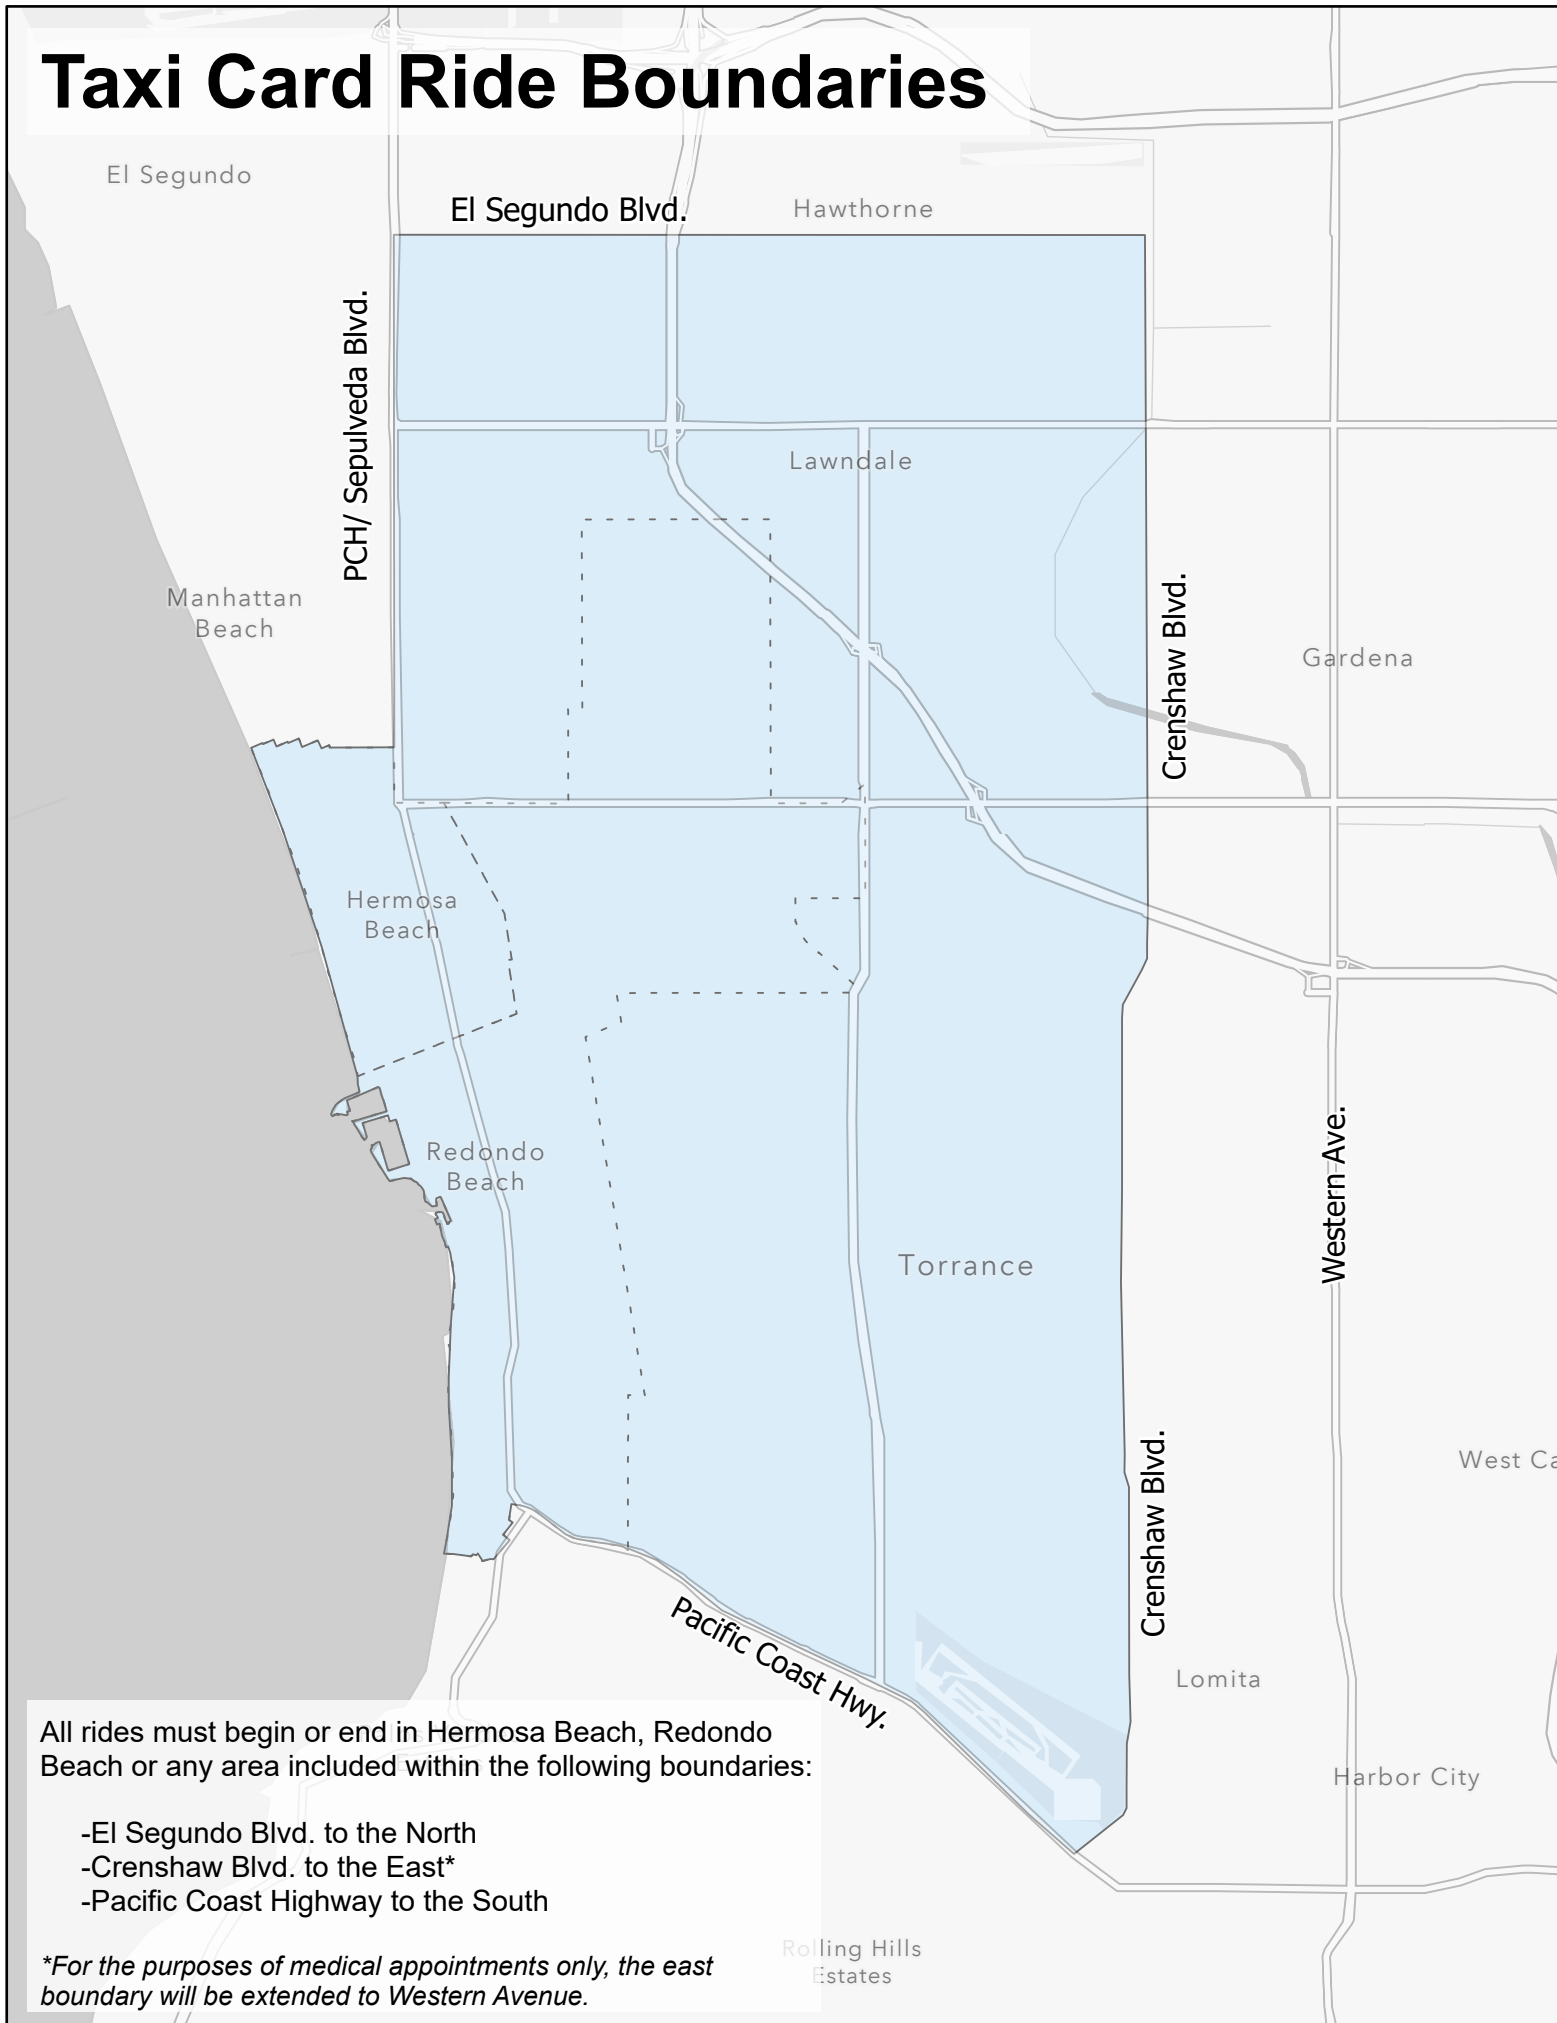 Taxi Card Ride Boundaries
El Segundo
El Segundo Blvd.
Hawthorne
PCH/ Sepulveda Blvd.
Lawndale
Manhattan
Beach
Crenshaw Blvd.
Gardena
Hermosa
Beach
Redondo
Beach
Western Ave.
Torrance
Crenshaw Blvd.
West Ca
Pacific Coast Hwy.
Lomita
Harbor City
All rides must begin or end in Hermosa Beach, Redondo
Beach or any area included within the following boundaries:
-El Segundo Blvd. to the North
-Crenshaw Blvd. to the East*
-Pacific Coast Highway to the South
*For the purposes of medical appointments only, the east
boundary will be extended to Western Avenue.
Rolling Hills
Estates